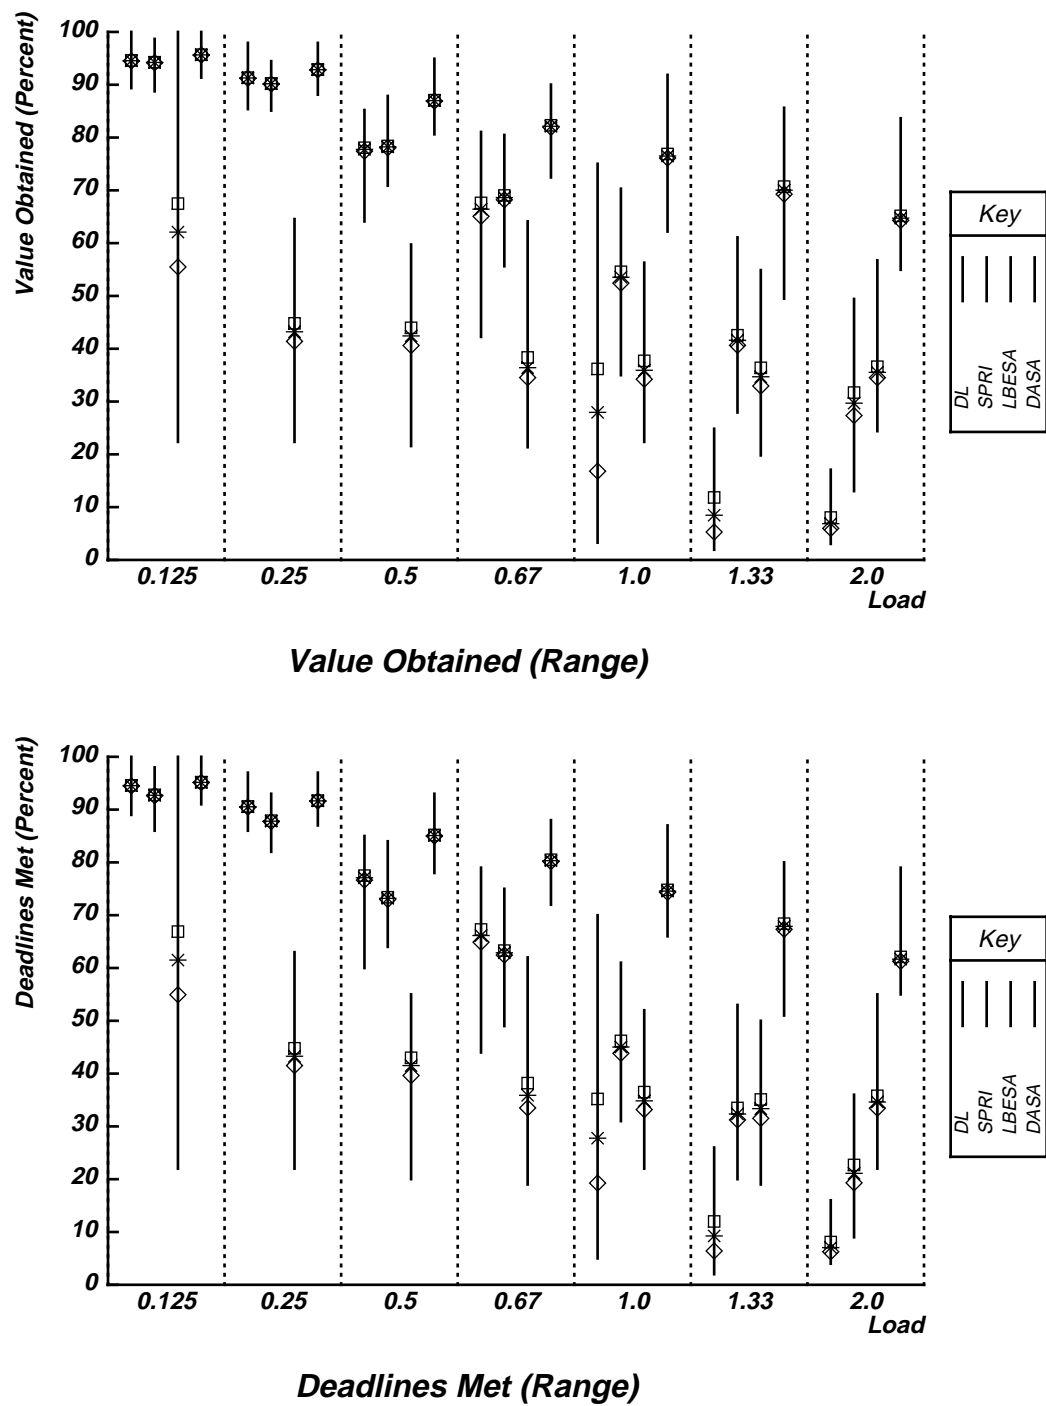 Value Obtained (Percent)
100
90
80
70
60
50
40
30
20
10
0
0.125 0.25 0.5 0.67 1.0 1.33 2.0
Load
Key
DL
SPRI
LBESA
DASA
Value Obtained (Range)
Deadlines Met (Percent)
100
90
80
70
60
50
40
30
20
10
0
0.125 0.25 0.5 0.67 1.0 1.33 2.0
Load
Key
DL
SPRI
LBESA
DASA
Deadlines Met (Range)